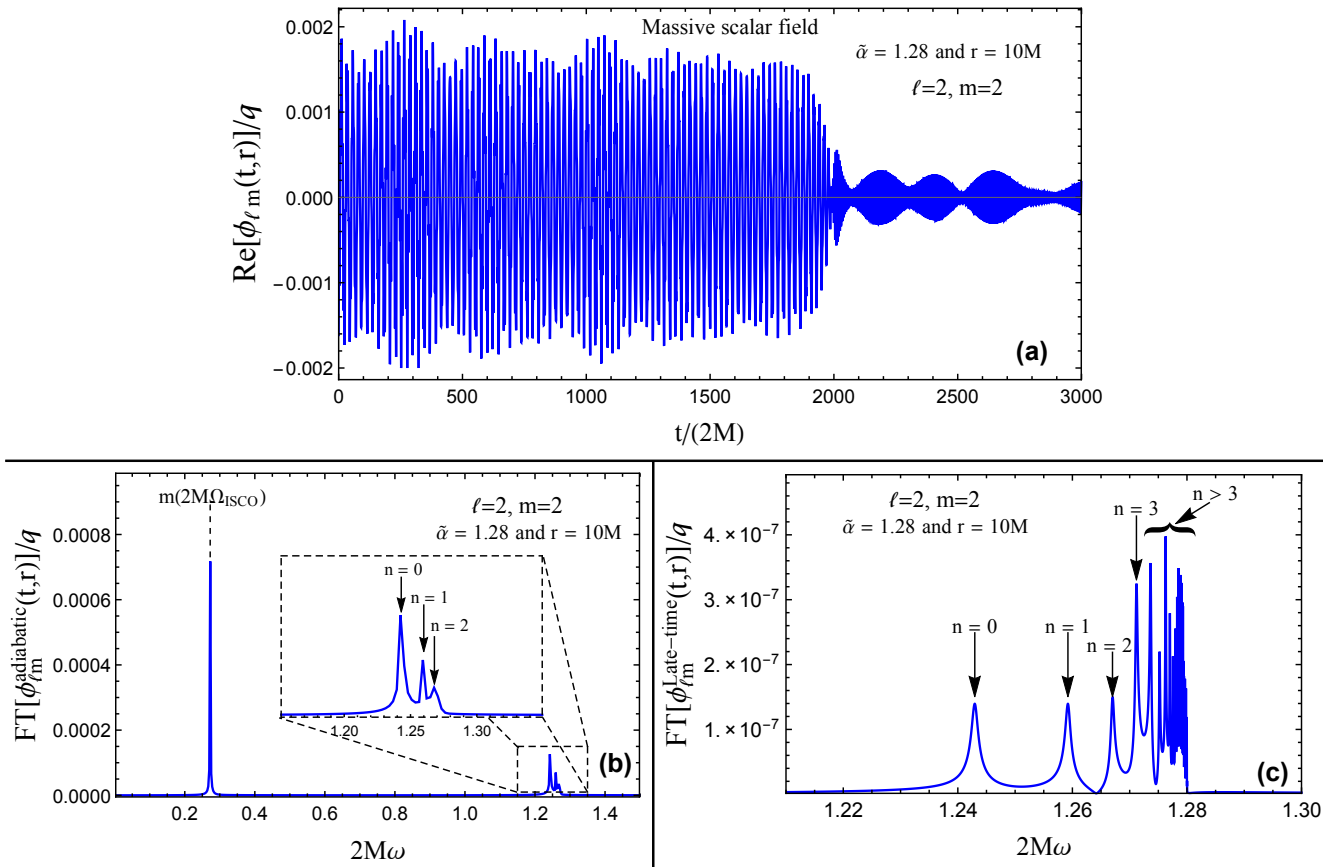 Massive scalar field
α̃ = 1.28 and r = 10M
ℓ=2, m=2
Re[ϕℓ m(t,r)]/q
0.002
0.001
0.000
−0.001
−0.002
(a)
0 500 1000 1500 2000 2500 3000
t/(2M)
m(2MΩISCO)
ℓ=2, m=2
α̃ = 1.28 and r = 10M
FT[ϕℓm^adiabatic(t,r)]/q
0.0008
0.0006
0.0004
0.0002
0.0000
n = 0
n = 1
n = 2
1.20 1.25 1.30
(b)
0.2 0.4 0.6 0.8 1.0 1.2 1.4
2Mω
ℓ=2, m=2
α̃ = 1.28 and r = 10M
FT[ϕℓm^Late−time(t,r)]/q
4. × 10^-7
3. × 10^-7
2. × 10^-7
1. × 10^-7
n = 0
n = 1
n = 2
n = 3
n > 3
(c)
1.22 1.24 1.26 1.28 1.30
2Mω